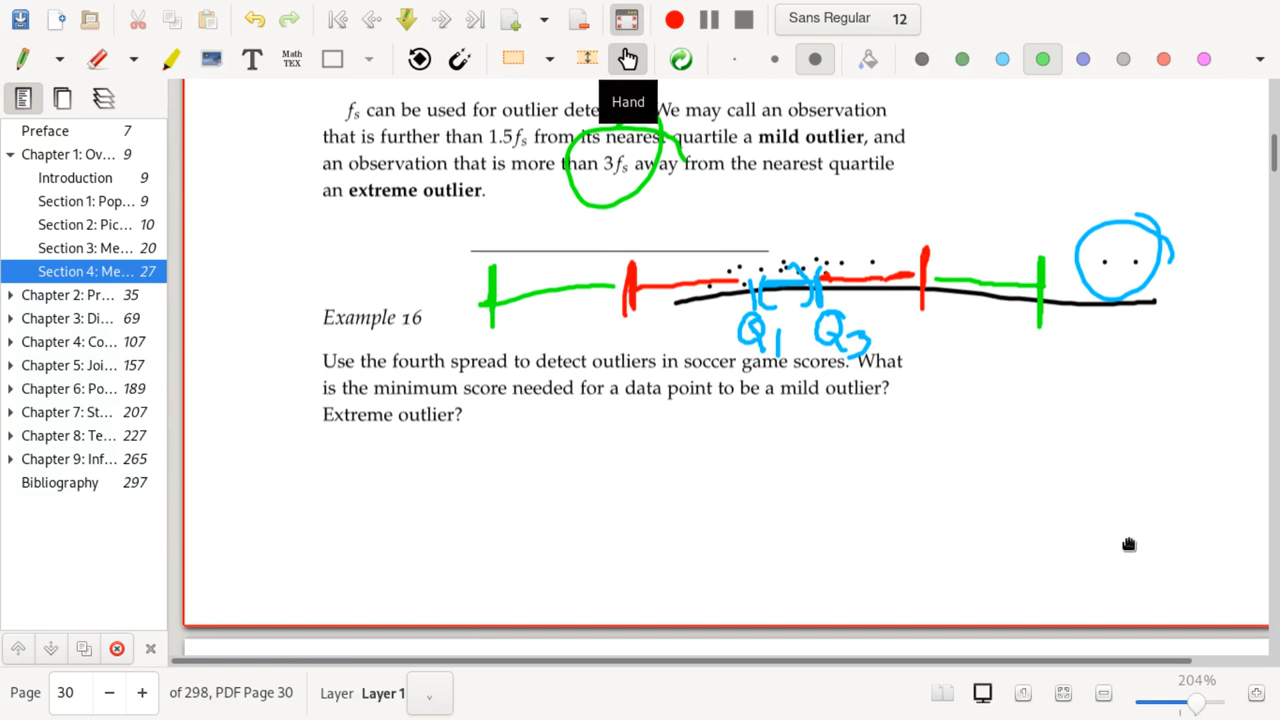 Sans Regular 12
Math
TEX
Hand
Preface 7
Chapter 1: Ov... 9
Introduction 9
Section 1: Pop... 9
Section 2: Pic... 10
Section 3: Me... 20
Section 4: Me... 27
Chapter 2: Pr... 35
Chapter 3: Di... 69
Chapter 4: Co... 107
Chapter 5: Joi... 157
Chapter 6: Po... 189
Chapter 7: St... 207
Chapter 8: Te... 227
Chapter 9: Inf... 265
Bibliography 297
fs can be used for outlier dete We may call an observation
that is further than 1.5fs from its nearest quartile a mild outlier, and
an observation that is more than 3fs away from the nearest quartile
an extreme outlier.
Q1 Q3
Example 16
Use the fourth spread to detect outliers in soccer game scores. What
is the minimum score needed for a data point to be a mild outlier?
Extreme outlier?
Page 30 of 298, PDF Page 30 Layer Layer 1 204%